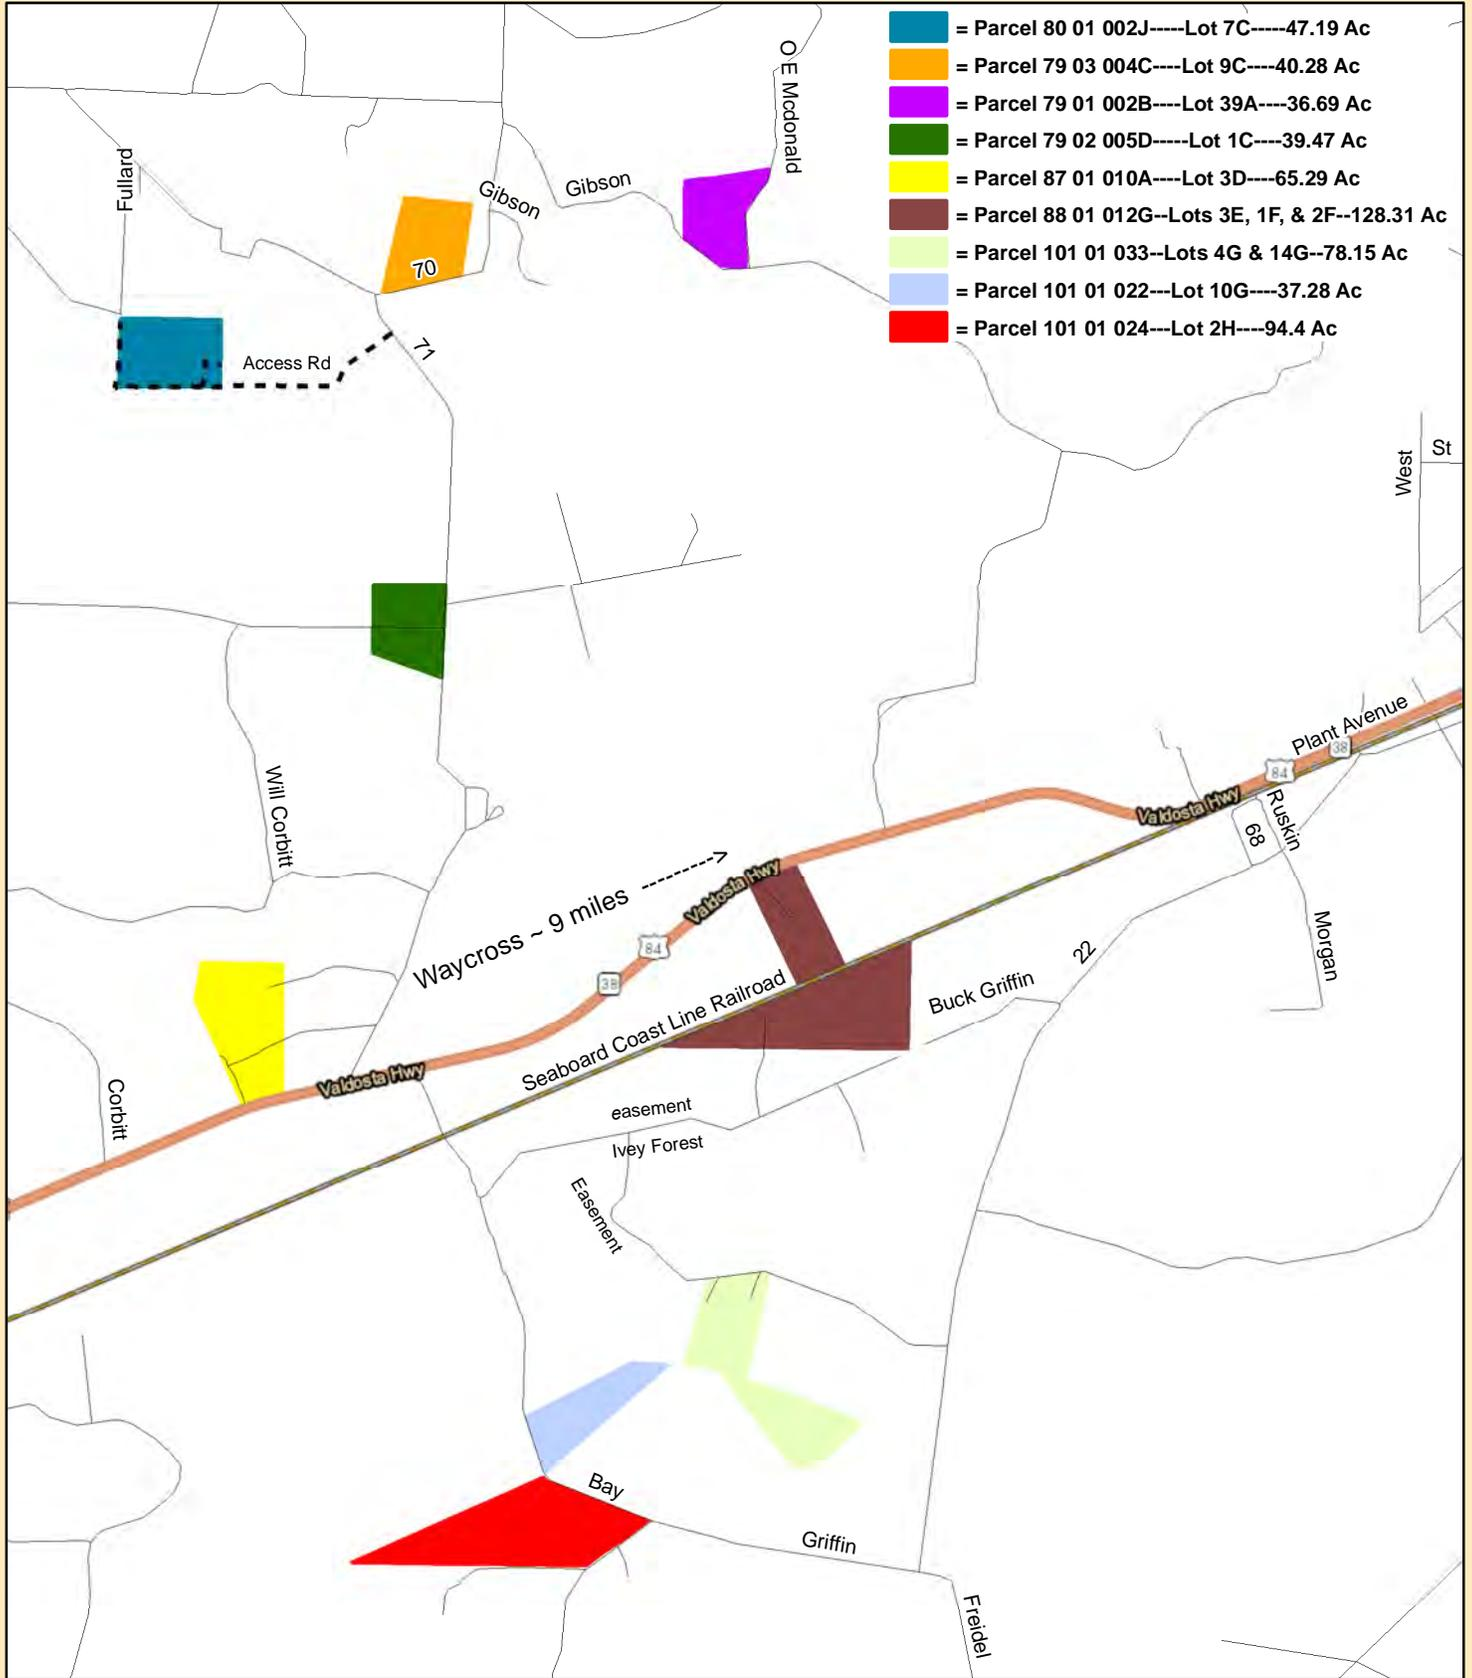 = Parcel 80 01 002J-----Lot 7C-----47.19 Ac
= Parcel 79 03 004C----Lot 9C----40.28 Ac
= Parcel 79 01 002B----Lot 39A----36.69 Ac
= Parcel 79 02 005D-----Lot 1C----39.47 Ac
= Parcel 87 01 010A----Lot 3D----65.29 Ac
= Parcel 88 01 012G--Lots 3E, 1F, & 2F--128.31 Ac
= Parcel 101 01 033--Lots 4G & 14G--78.15 Ac
= Parcel 101 01 022---Lot 10G----37.28 Ac
= Parcel 101 01 024---Lot 2H----94.4 Ac
O E Mcdonald
Fullard
Gibson
Gibson
70
71
Access Rd
West
St
Will Corbitt
Plant Avenue
38
84
Valdosta Hwy
Ruskin
68
Waycross ~ 9 miles
Valdosta Hwy
84
38
Morgan
22
Buck Griffin
Seaboard Coast Line Railroad
Valdosta Hwy
Corbitt
easement
Ivey Forest
Easement
Bay
Griffin
Freidel